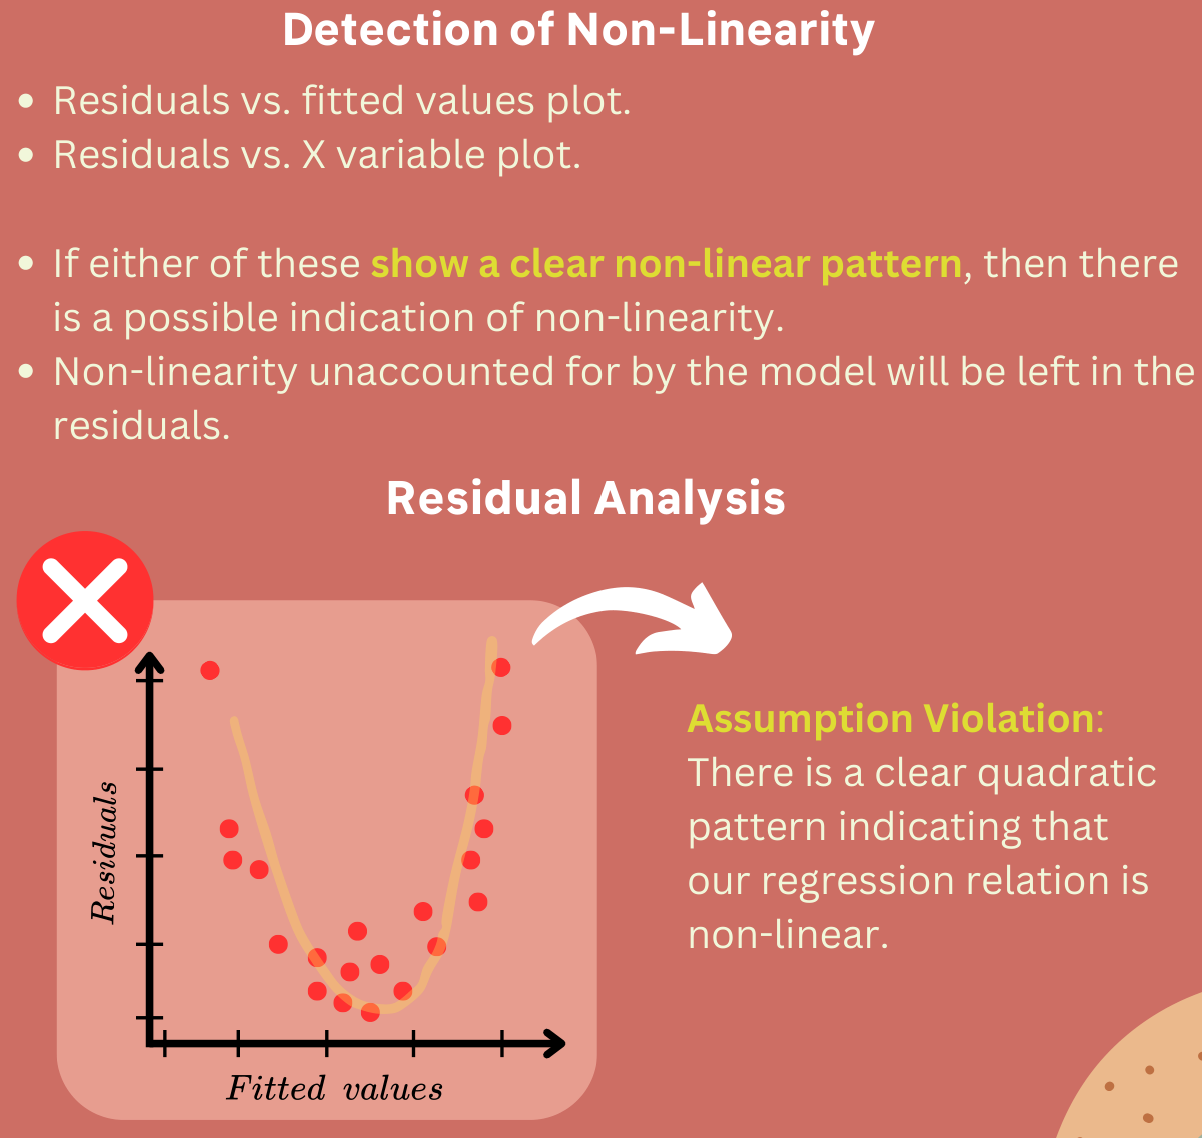 Detection of Non-Linearity
• Residuals vs. fitted values plot.
• Residuals vs. X variable plot.
• If either of these show a clear non-linear pattern, then there
is a possible indication of non-linearity.
• Non-linearity unaccounted for by the model will be left in the
residuals.
Residual Analysis
Residuals
Fitted values
Assumption Violation:
There is a clear quadratic
pattern indicating that
our regression relation is
non-linear.